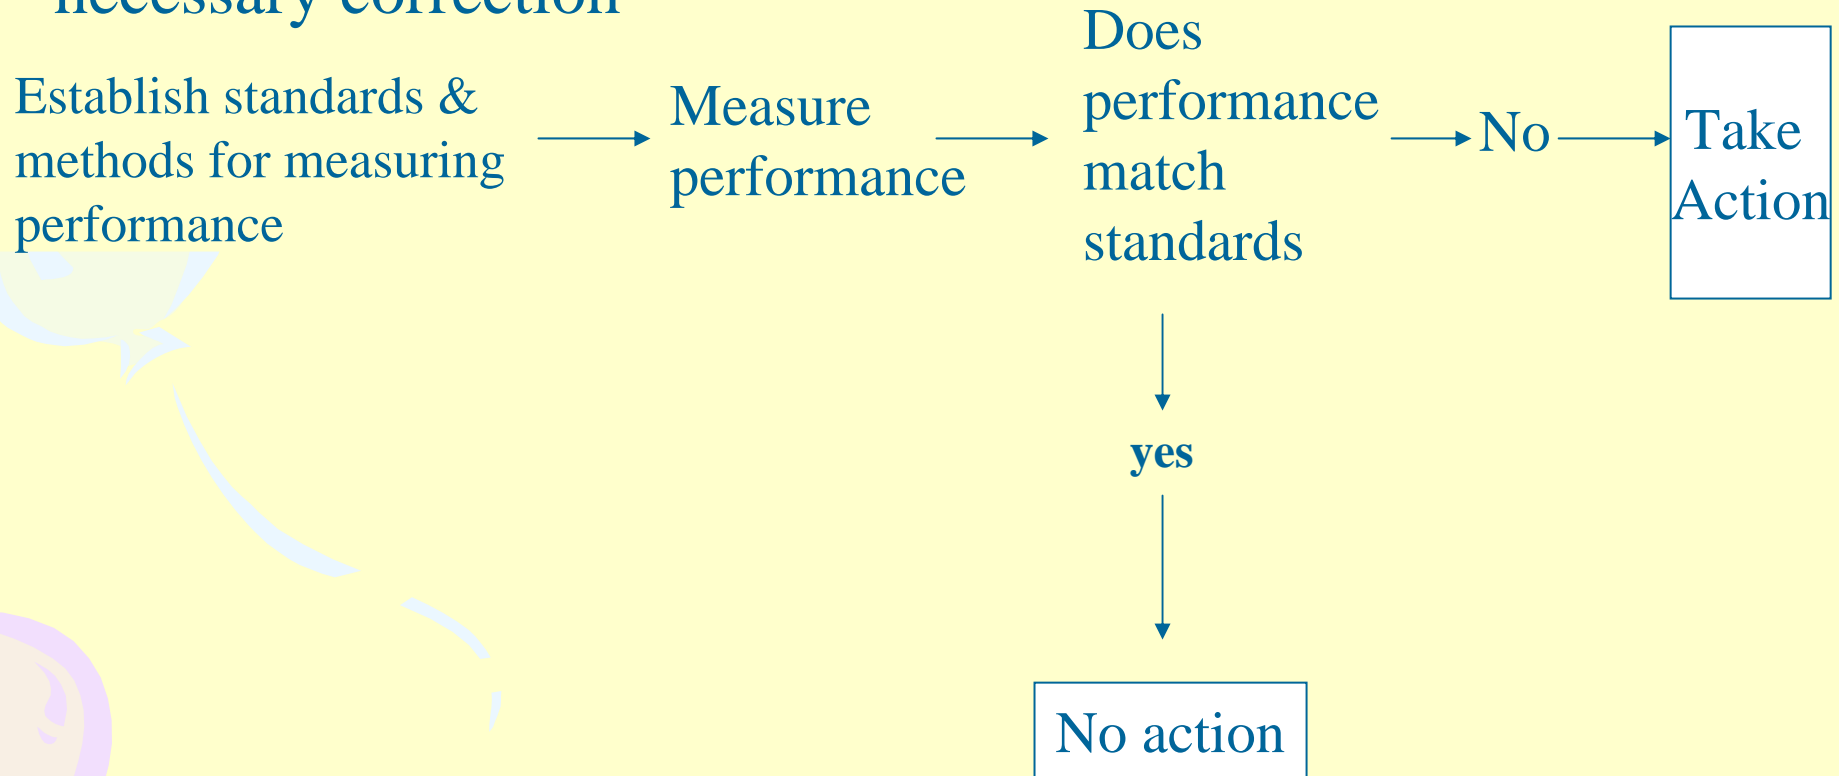 necessary correction
Establish standards &
methods for measuring
performance
Measure
performance
Does
performance
match
standards
No
Take
Action
yes
No action